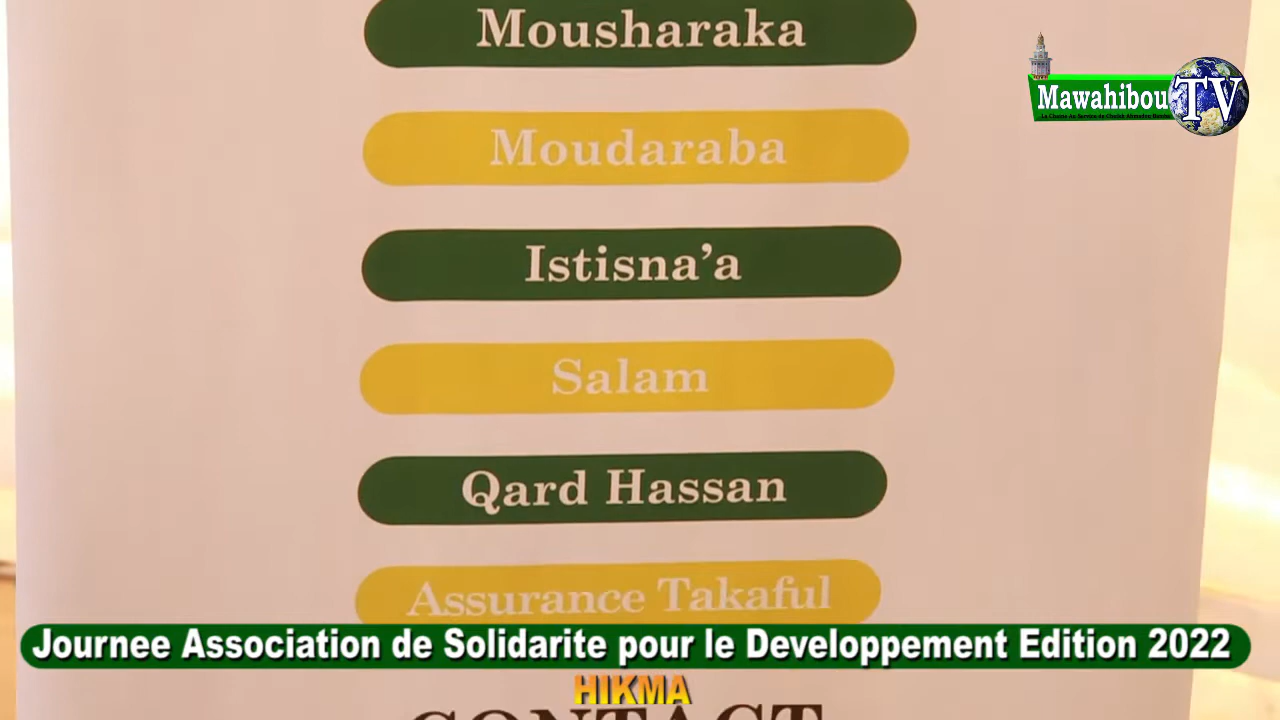 Mousharaka
Mawahibou TV
Moudaraba
Istisna’a
Salam
Qard Hassan
Assurance Takaful
Journee Association de Solidarite pour le Developpement Edition 2022
HIKMA
CONTACT